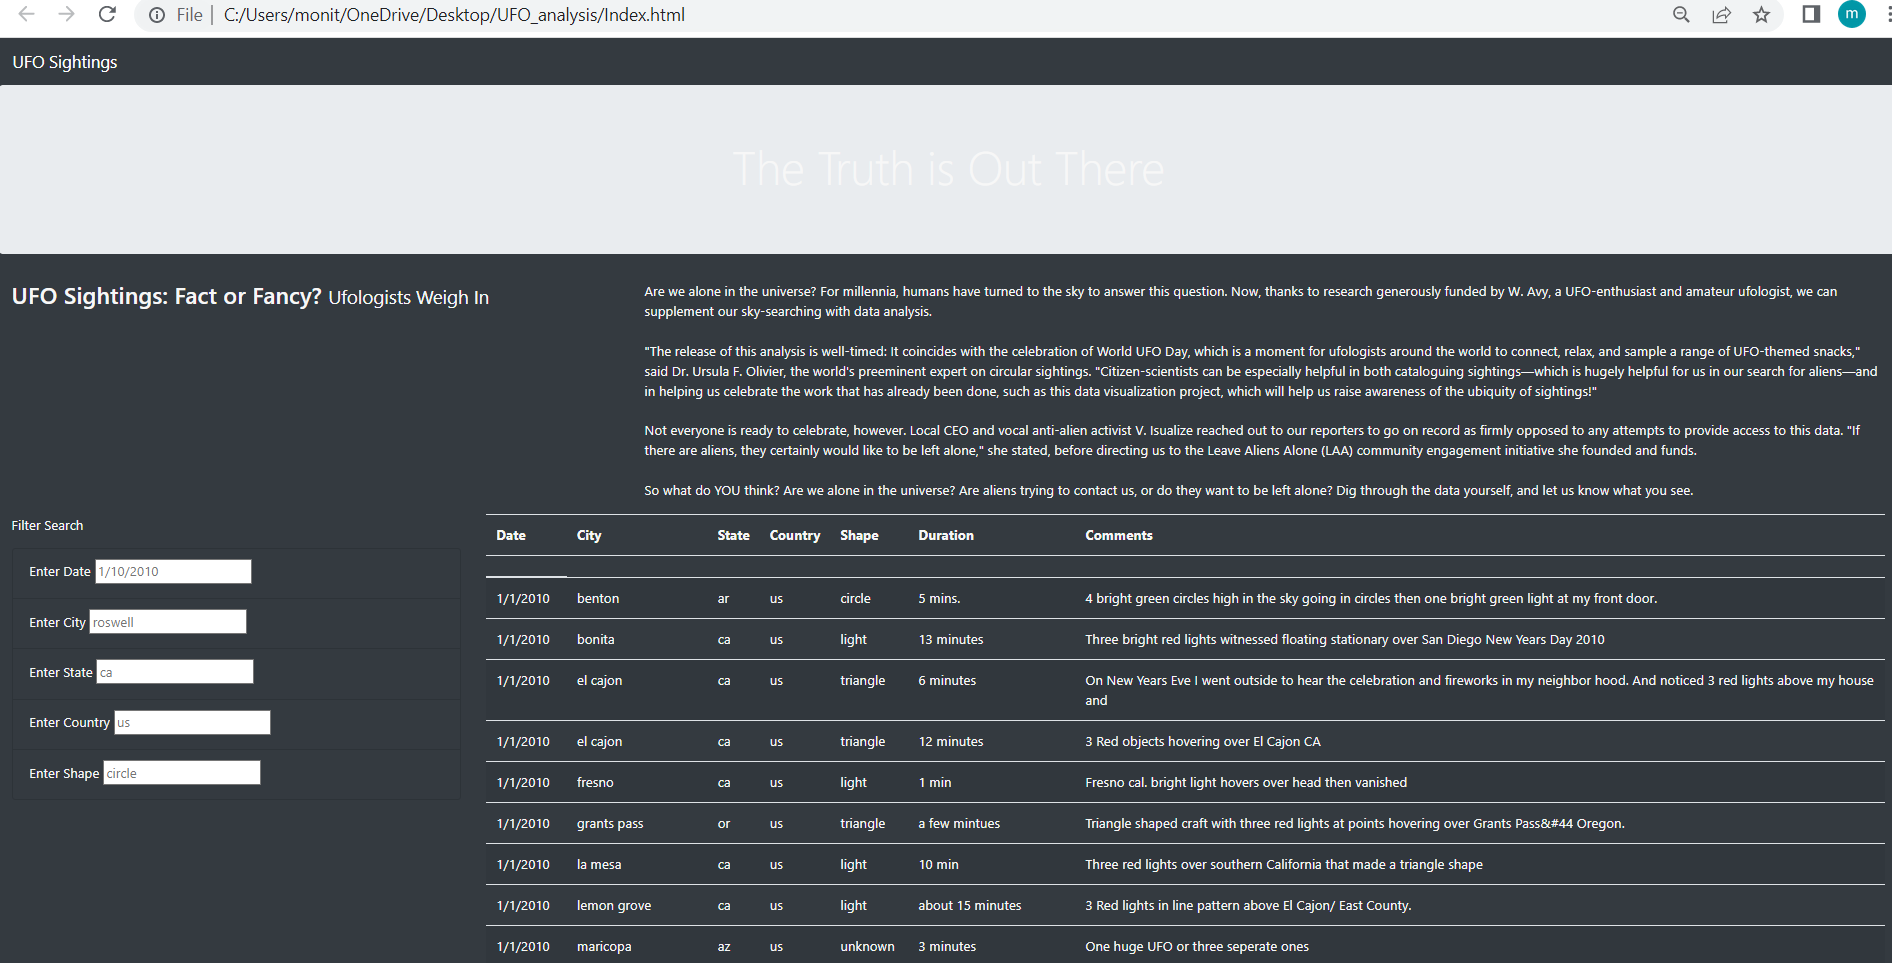 File | C:/Users/monit/OneDrive/Desktop/UFO_analysis/Index.html
m
UFO Sightings
The Truth is Out There
UFO Sightings: Fact or Fancy? Ufologists Weigh In
Are we alone in the universe? For millennia, humans have turned to the sky to answer this question. Now, thanks to research generously funded by W. Avy, a UFO-enthusiast and amateur ufologist, we can
supplement our sky-searching with data analysis.
"The release of this analysis is well-timed: It coincides with the celebration of World UFO Day, which is a moment for ufologists around the world to connect, relax, and sample a range of UFO-themed snacks,"
said Dr. Ursula F. Olivier, the world's preeminent expert on circular sightings. "Citizen-scientists can be especially helpful in both cataloguing sightings—which is hugely helpful for us in our search for aliens—and
in helping us celebrate the work that has already been done, such as this data visualization project, which will help us raise awareness of the ubiquity of sightings!"
Not everyone is ready to celebrate, however. Local CEO and vocal anti-alien activist V. Isualize reached out to our reporters to go on record as firmly opposed to any attempts to provide access to this data. "If
there are aliens, they certainly would like to be left alone," she stated, before directing us to the Leave Aliens Alone (LAA) community engagement initiative she founded and funds.
So what do YOU think? Are we alone in the universe? Are aliens trying to contact us, or do they want to be left alone? Dig through the data yourself, and let us know what you see.
Filter Search
Enter Date 1/10/2010
Enter City roswell
Enter State ca
Enter Country us
Enter Shape circle
Date City State Country Shape Duration Comments
1/1/2010 benton ar us circle 5 mins. 4 bright green circles high in the sky going in circles then one bright green light at my front door.
1/1/2010 bonita ca us light 13 minutes Three bright red lights witnessed floating stationary over San Diego New Years Day 2010
1/1/2010 el cajon ca us triangle 6 minutes On New Years Eve I went outside to hear the celebration and fireworks in my neighbor hood. And noticed 3 red lights above my house
and
1/1/2010 el cajon ca us triangle 12 minutes 3 Red objects hovering over El Cajon CA
1/1/2010 fresno ca us light 1 min Fresno cal. bright light hovers over head then vanished
1/1/2010 grants pass or us triangle a few mintues Triangle shaped craft with three red lights at points hovering over Grants Pass&#44 Oregon.
1/1/2010 la mesa ca us light 10 min Three red lights over southern California that made a triangle shape
1/1/2010 lemon grove ca us light about 15 minutes 3 Red lights in line pattern above El Cajon/ East County.
1/1/2010 maricopa az us unknown 3 minutes One huge UFO or three seperate ones